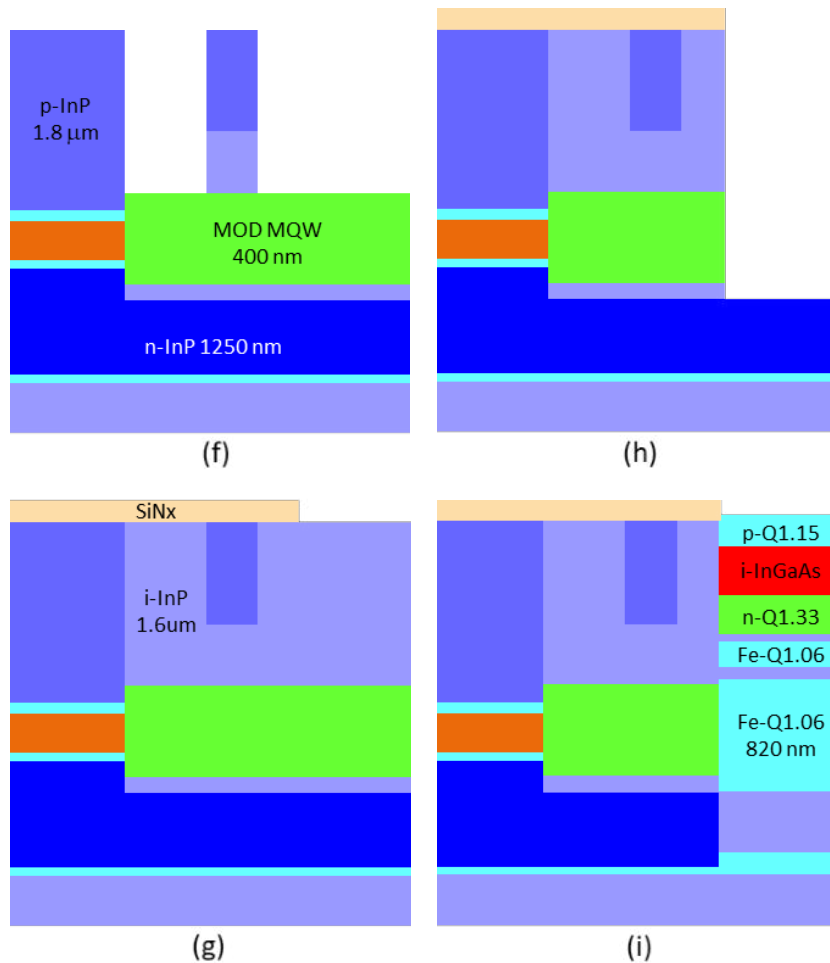 p-InP
1.8 μm
MOD MQW
400 nm
n-InP 1250 nm
(f)
(h)
SiNx
i-InP
1.6um
(g)
p-Q1.15
i-InGaAs
n-Q1.33
Fe-Q1.06
Fe-Q1.06
820 nm
(i)